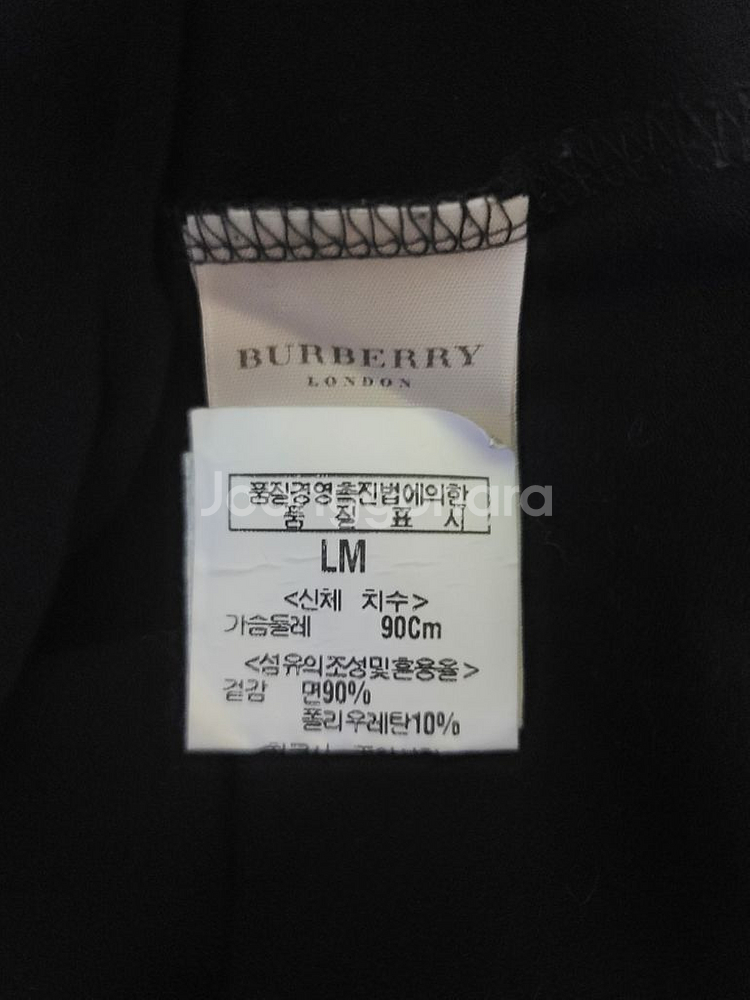 BURBERRY
LONDON
Joonggonara
품질경영촉진법에의한
품 질 표 시
LM
<신체 치수>
가슴둘레 90Cm
<섬유의조성및혼용율>
겉감 면90%
폴리우레탄10%